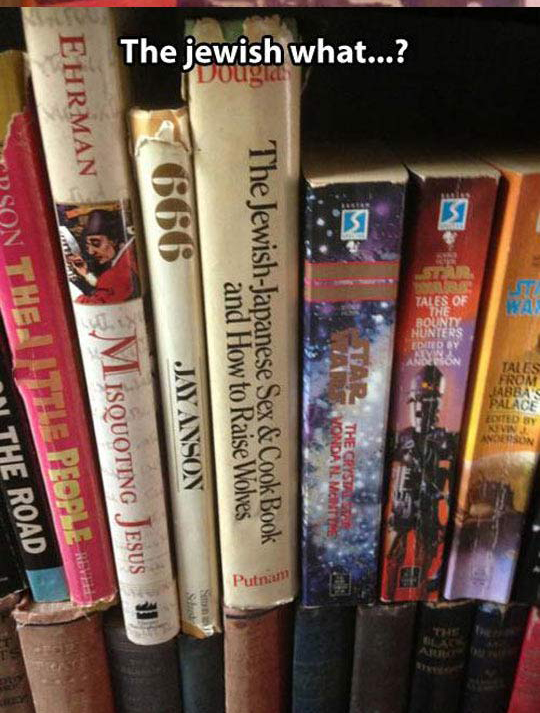 The jewish what...?
N THE ROAD
RSON THE LITTLE PEOPLE
EHRMAN MISQUOTING JESUS
666 JAY ANSON
Douglas
The Jewish-Japanese Sex & Cook Book
and How to Raise Wolves
Putnam
STAR
WARS
THE CRYSTAL STAR
VONDA N. MCINTYRE
STAR
WARS
TALES OF
THE
BOUNTY
HUNTERS
EDITED BY
KEVIN J.
ANDERSON
STAR
WAR
TALES
FROM
JABBA'S
PALACE
EDITED BY
KEVIN J.
ANDERSON
THE
BLACK
ARROW